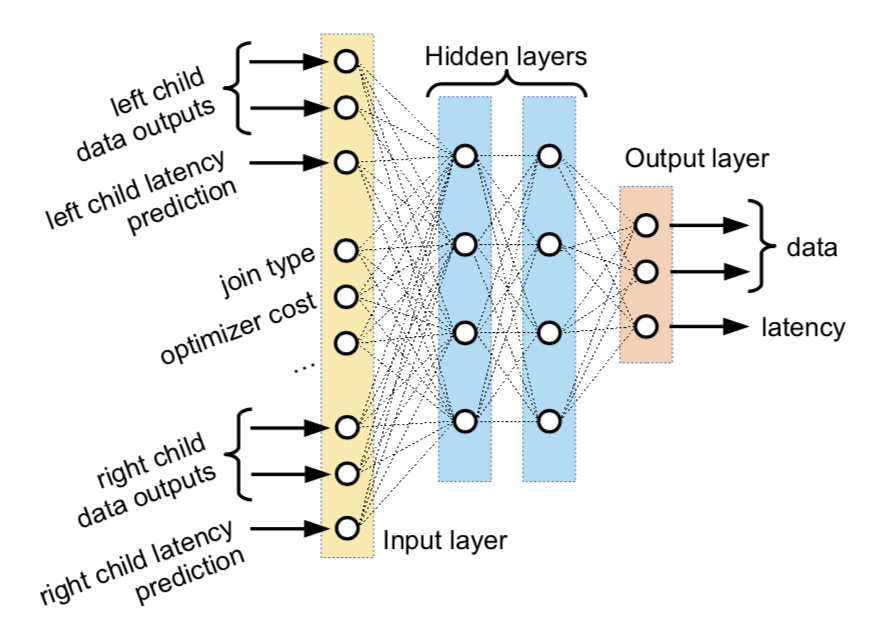 left child
data outputs
left child latency
prediction
join type
optimizer cost
...
right child
data outputs
right child latency
prediction
Input layer
Hidden layers
Output layer
data
latency